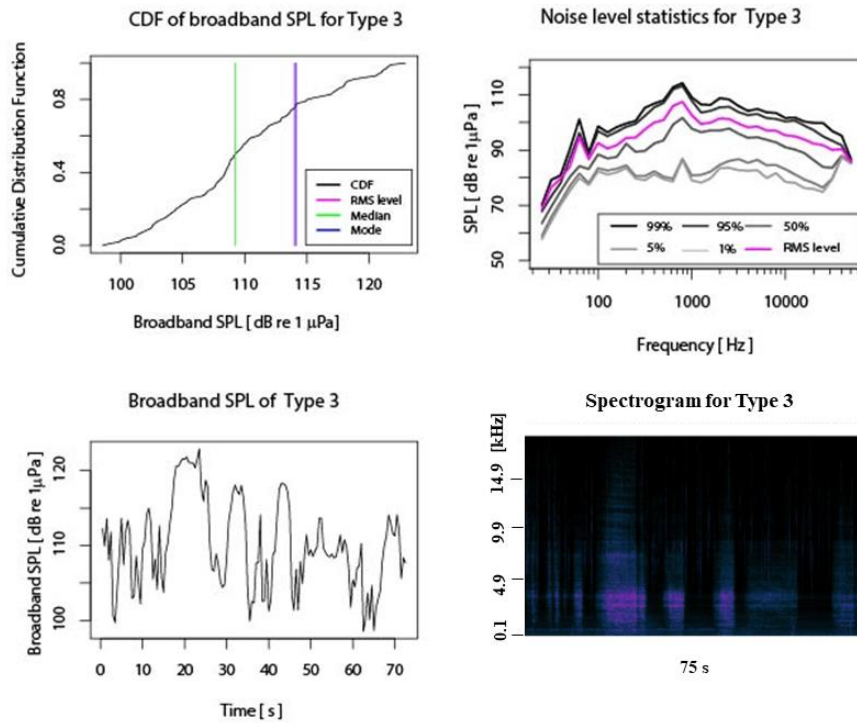 CDF of broadband SPL for Type 3
Cumulative Distribution Function
0.0 0.4 0.8
CDF
RMS level
Median
Mode
100 105 110 115 120
Broadband SPL [ dB re 1 µPa]
Noise level statistics for Type 3
SPL [ dB re 1µPa]
50 70 90 110
99% 95% 50%
5% 1% RMS level
100 1000 10000
Frequency [ Hz]
Broadband SPL of Type 3
Broadband SPL [ dB re 1µPa]
100 110 120
0 10 20 30 40 50 60 70
Time [ s]
Spectrogram for Type 3
0.1 4.9 9.9 14.9 [kHz]
75 s